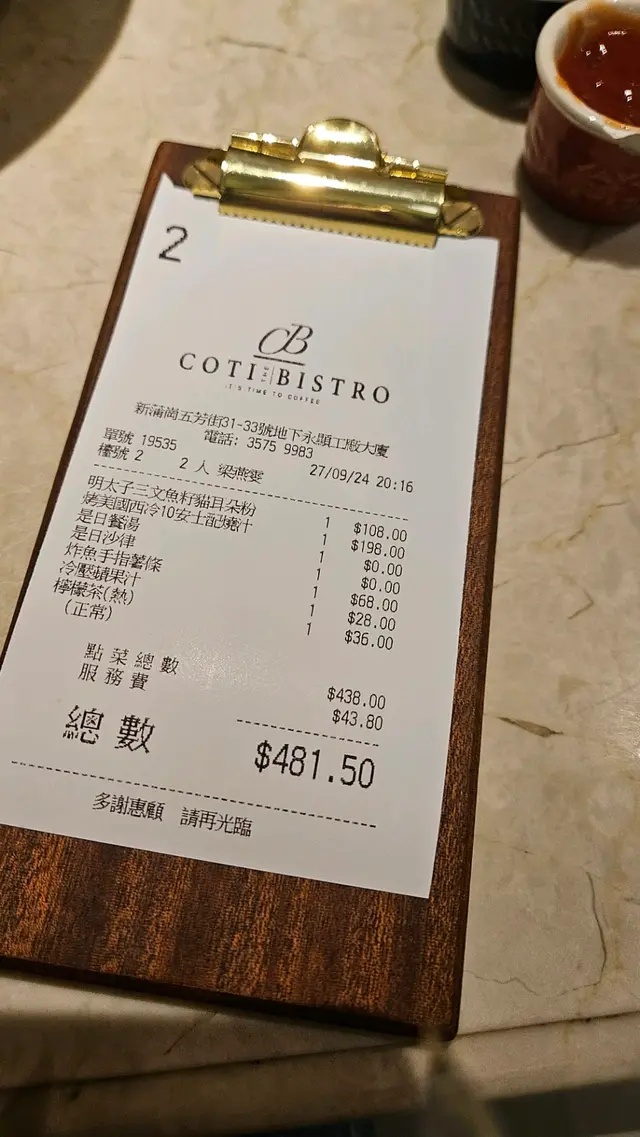 2
CB
COTI THE BISTRO
IT'S TIME TO COFFEE
新蒲崗五芳街31-33號地下永顯工廠大廈
電話: 3575 9983
單號 19535
檯號 2 2 人 梁燕雯 27/09/24 20:16
明太子三文魚籽貓耳朵粉 1 $108.00
烤美國西冷10安士配燒汁 1 $198.00
是日餐湯 1 $0.00
是日沙律 1 $0.00
炸魚手指薯條 1 $68.00
冷壓蘋果汁 1 $28.00
檸檬茶(熱) 1 $36.00
(正常)
點菜總數 $438.00
服務費 $43.80
總數 $481.50
多謝惠顧 請再光臨